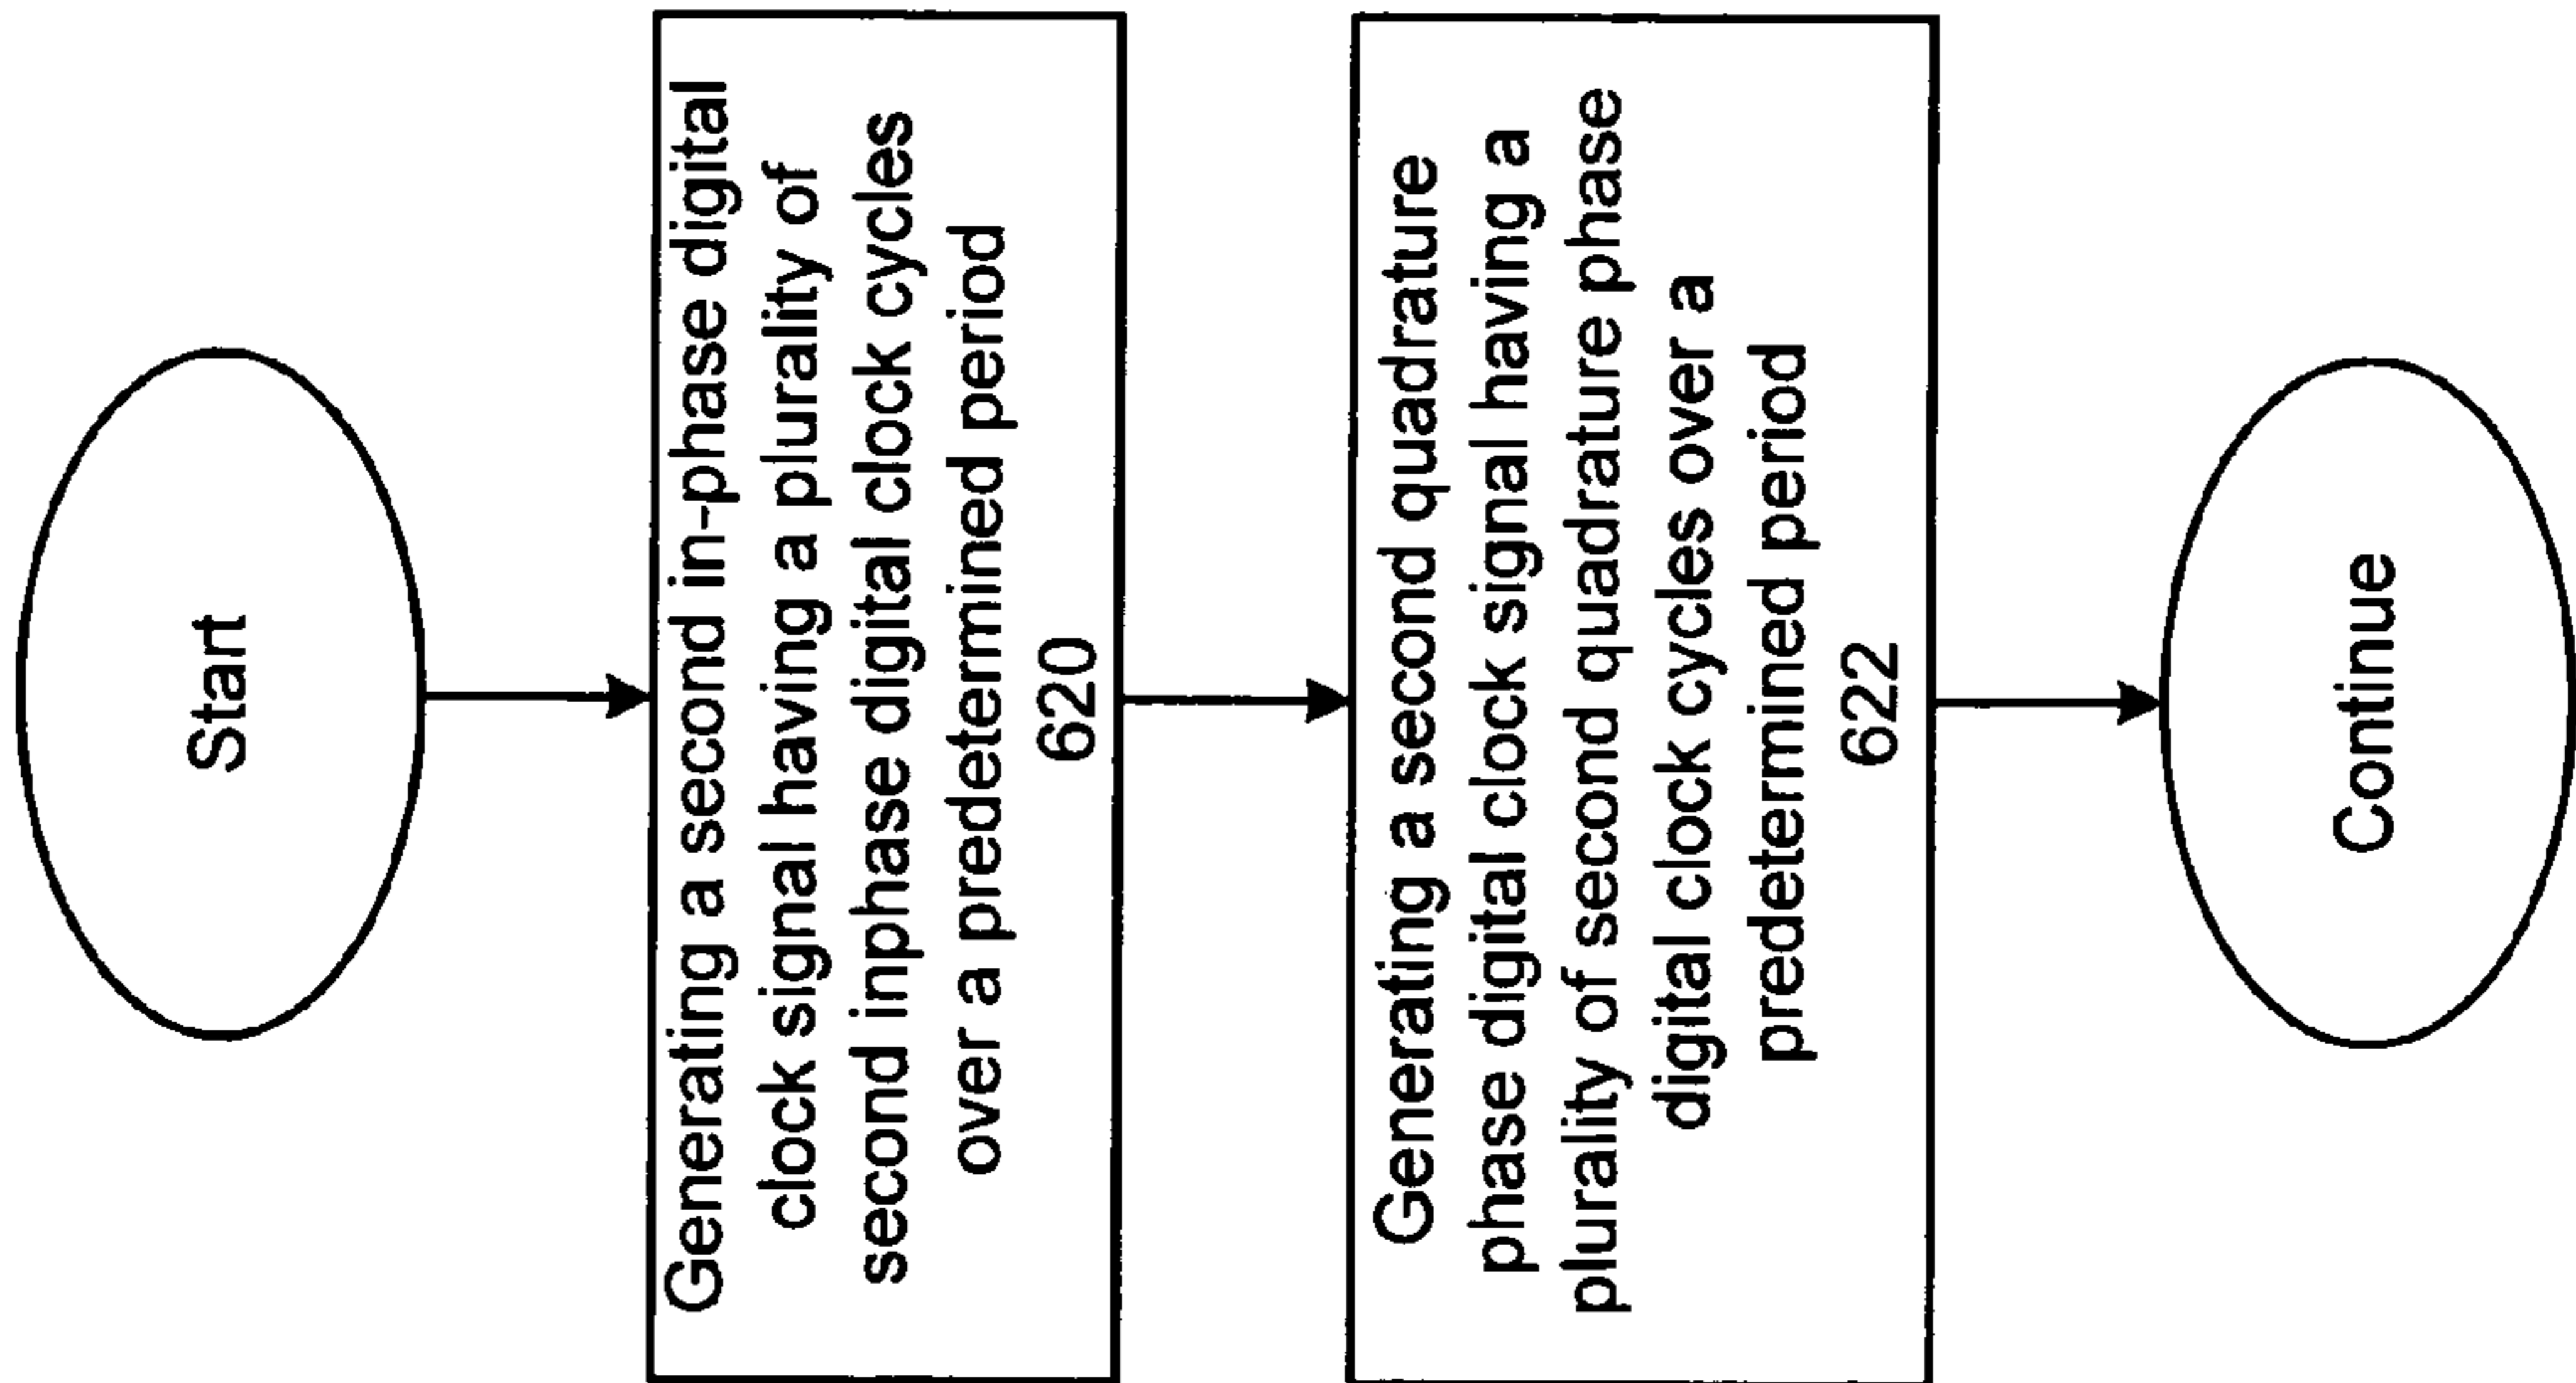 Start
Generating a second in-phase digital
clock signal having a plurality of
second inphase digital clock cycles
over a predetermined period
620
Generating a second quadrature
phase digital clock signal having a
plurality of second quadrature phase
digital clock cycles over a
predetermined period
622
Continue